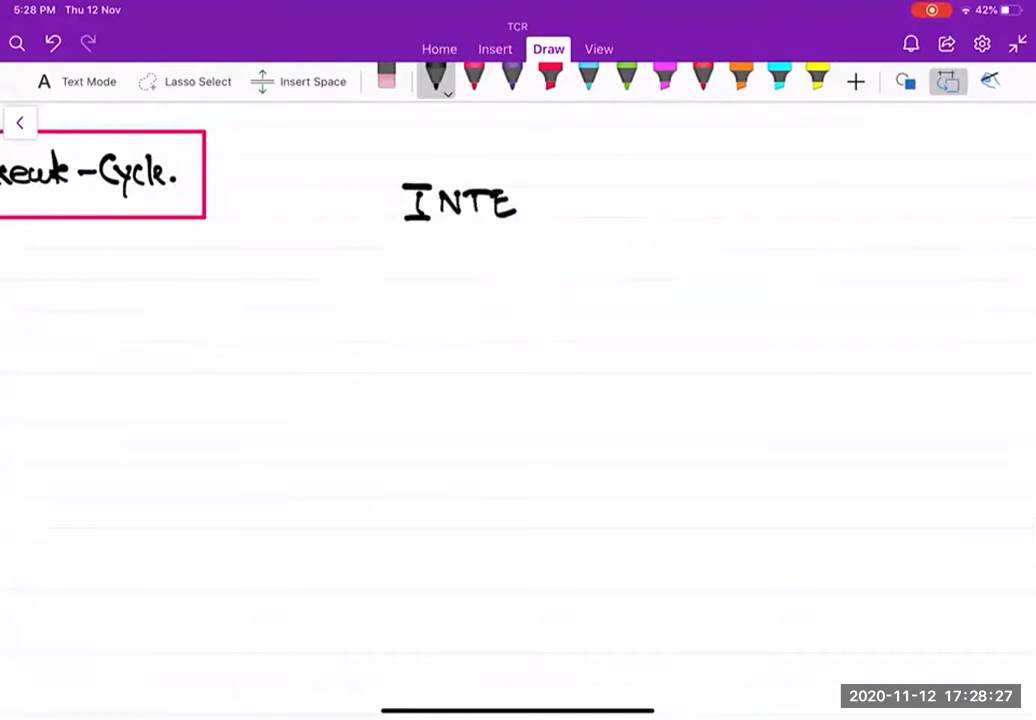 5:28 PM Thu 12 Nov
42%
TCR
Home Insert Draw View
A Text Mode Lasso Select Insert Space
-Cycle.
INTE
2020-11-12 17:28:27